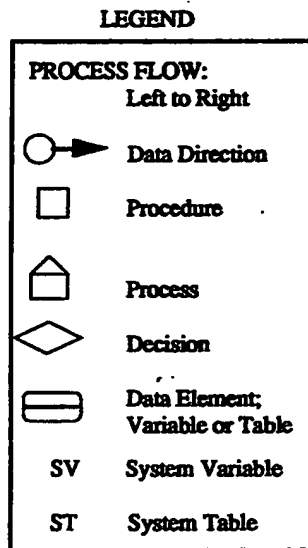 LEGEND
PROCESS FLOW:
Left to Right
Data Direction
Procedure
Process
Decision
Data Element;
Variable or Table
SV System Variable
ST System Table